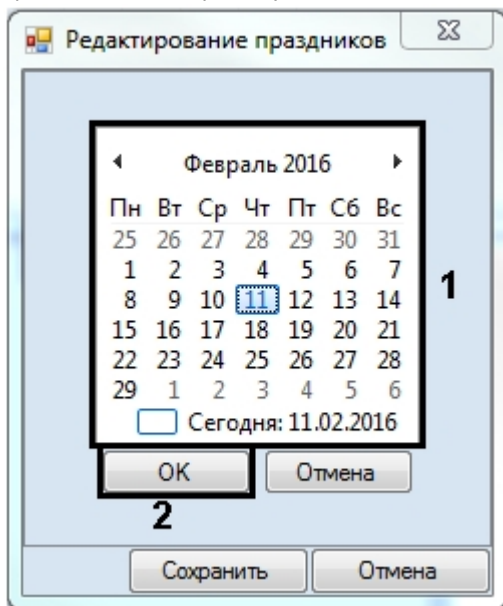 Редактирование праздников
Февраль 2016
Пн Вт Ср Чт Пт Сб Вс
25 26 27 28 29 30 31
1 2 3 4 5 6 7
1
8 9 10 11 12 13 14
15 16 17 18 19 20 21
22 23 24 25 26 27 28
29 1 2 3 4 5 6
Сегодня: 11.02.2016
ОК Отмена
2
Сохранить Отмена